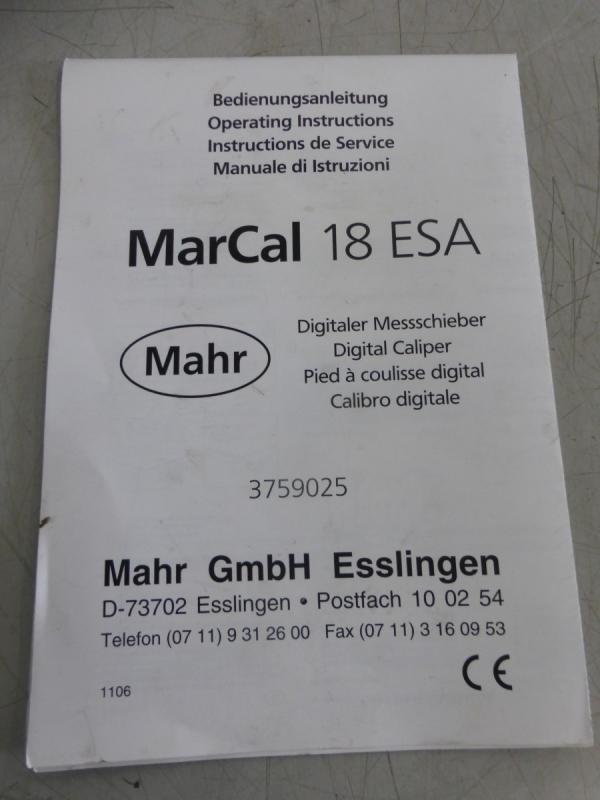 Bedienungsanleitung
Operating Instructions
Instructions de Service
Manuale di Istruzioni
MarCal 18 ESA
Mahr
Digitaler Messschieber
Digital Caliper
Pied à coulisse digital
Calibro digitale
3759025
Mahr GmbH Esslingen
D-73702 Esslingen • Postfach 10 02 54
Telefon (07 11) 9 31 26 00 Fax (07 11) 3 16 09 53
CE
1106